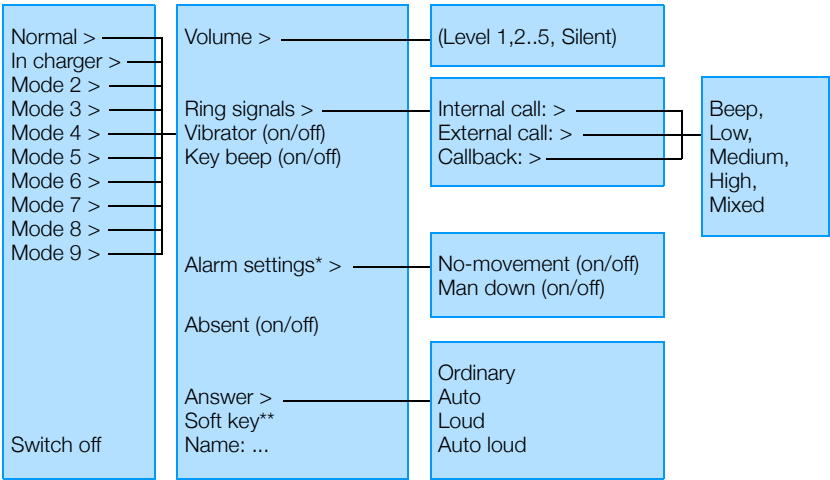 Normal >
In charger >
Mode 2 >
Mode 3 >
Mode 4 >
Mode 5 >
Mode 6 >
Mode 7 >
Mode 8 >
Mode 9 >
Switch off
Volume >
Ring signals >
Vibrator (on/off)
Key beep (on/off)
Alarm settings* >
Absent (on/off)
Answer >
Soft key**
Name: ...
(Level 1,2..5, Silent)
Internal call: >
External call: >
Callback: >
No-movement (on/off)
Man down (on/off)
Ordinary
Auto
Loud
Auto loud
Beep,
Low,
Medium,
High,
Mixed